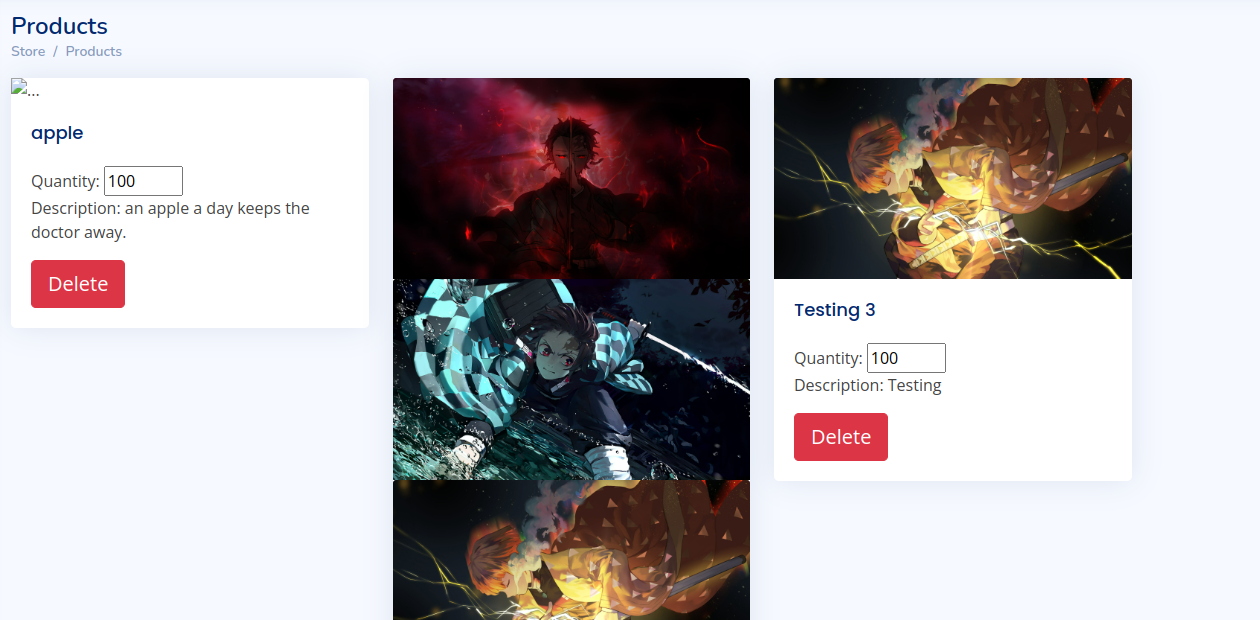 Products
Store / Products
...
apple
Quantity: 100
Description: an apple a day keeps the
doctor away.
Delete
Testing 3
Quantity: 100
Description: Testing
Delete